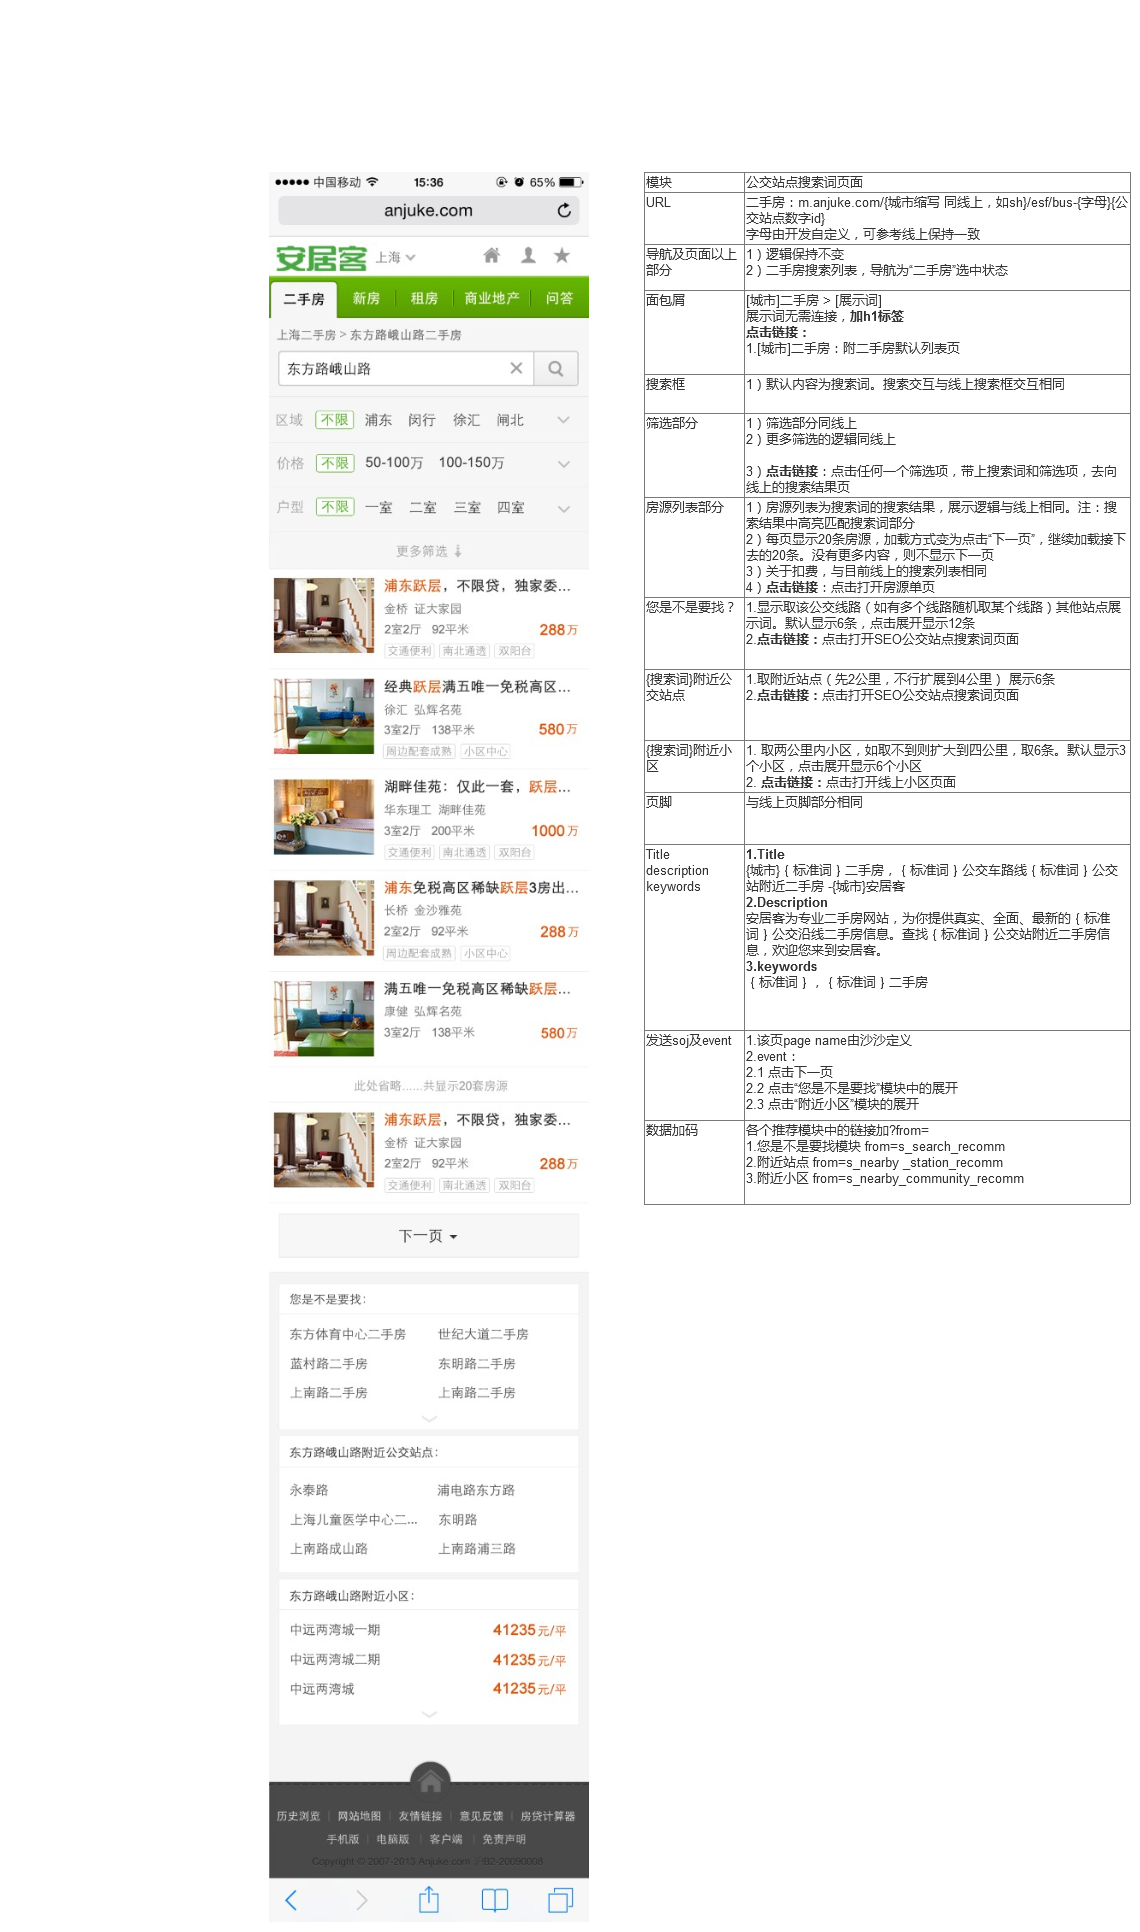 中国移动 15:36 65%
anjuke.com
安居客 上海
二手房 新房 租房 商业地产 问答
上海二手房 > 东方路峨山路二手房
东方路峨山路
区域 不限 浦东 闵行 徐汇 闸北
价格 不限 50-100万 100-150万
户型 不限 一室 二室 三室 四室
更多筛选
浦东跃层，不限贷，独家委...
金桥 证大家园
2室2厅 92平米 288万
交通便利 南北通透 双阳台
经典跃层满五唯一免税高区...
徐汇 弘辉名苑
3室2厅 138平米 580万
周边配套成熟 小区中心
湖畔佳苑：仅此一套，跃层...
华东理工 湖畔佳苑
3室2厅 200平米 1000万
交通便利 南北通透 双阳台
浦东免税高区稀缺跃层3房出...
长桥 金沙雅苑
2室2厅 92平米 288万
周边配套成熟 小区中心
满五唯一免税高区稀缺跃层...
康健 弘辉名苑
3室2厅 138平米 580万
此处省略......共显示20套房源
浦东跃层，不限贷，独家委...
金桥 证大家园
2室2厅 92平米 288万
交通便利 南北通透 双阳台
下一页
您是不是要找：
东方体育中心二手房 世纪大道二手房
蓝村路二手房 东明路二手房
上南路二手房 上南路二手房
东方路峨山路附近公交站点：
永泰路 浦电路东方路
上海儿童医学中心二... 东明路
上南路成山路 上南路浦三路
东方路峨山路附近小区：
中远两湾城一期 41235元/平
中远两湾城二期 41235元/平
中远两湾城 41235元/平
历史浏览 | 网站地图 | 友情链接 | 意见反馈 | 房贷计算器
手机版 | 电脑版 | 客户端 | 免责声明
Copyright © 2007-2013 Anjuke.com 沪B2-20090008
模块 公交站点搜索词页面
URL 二手房：m.anjuke.com/{城市缩写 同线上，如sh}/esf/bus-{字母}{公
交站点数字id}
字母由开发自定义，可参考线上保持一致
导航及页面以上 1）逻辑保持不变
部分 2）二手房搜索列表，导航为“二手房”选中状态
面包屑 [城市]二手房 > [展示词]
展示词无需连接，加h1标签
点击链接：
1.[城市]二手房：附二手房默认列表页
搜索框 1）默认内容为搜索词。搜索交互与线上搜索框交互相同
筛选部分 1）筛选部分同线上
2）更多筛选的逻辑同线上
3）点击链接：点击任何一个筛选项，带上搜索词和筛选项，去向
线上的搜索结果页
房源列表部分 1）房源列表为搜索词的搜索结果，展示逻辑与线上相同。注：搜
索结果中高亮匹配搜索词部分
2）每页显示20条房源，加载方式变为点击“下一页”，继续加载接下
去的20条。没有更多内容，则不显示下一页
3）关于扣费，与目前线上的搜索列表相同
4）点击链接：点击打开房源单页
您是不是要找？ 1.显示取该公交线路（如有多个线路随机取某个线路）其他站点展
示词。默认显示6条，点击展开显示12条
2.点击链接：点击打开SEO公交站点搜索词页面
{搜索词}附近公 1.取附近站点（先2公里，不行扩展到4公里） 展示6条
交站点 2.点击链接：点击打开SEO公交站点搜索词页面
{搜索词}附近小 1. 取两公里内小区，如取不到则扩大到四公里，取6条。默认显示3
区 个小区，点击展开显示6个小区
2. 点击链接：点击打开线上小区页面
页脚 与线上页脚部分相同
Title 1.Title
description {城市}｛标准词｝二手房，｛标准词｝公交车路线｛标准词｝公交
keywords 站附近二手房 -{城市}安居客
2.Description
安居客为专业二手房网站，为你提供真实、全面、最新的｛标准
词｝公交沿线二手房信息。查找｛标准词｝公交站附近二手房信
息，欢迎您来到安居客。
3.keywords
｛标准词｝，｛标准词｝二手房
发送soj及event 1.该页page name由沙沙定义
2.event：
2.1 点击下一页
2.2 点击“您是不是要找”模块中的展开
2.3 点击“附近小区”模块的展开
数据加码 各个推荐模块中的链接加?from=
1.您是不是要找模块 from=s_search_recomm
2.附近站点 from=s_nearby _station_recomm
3.附近小区 from=s_nearby_community_recomm